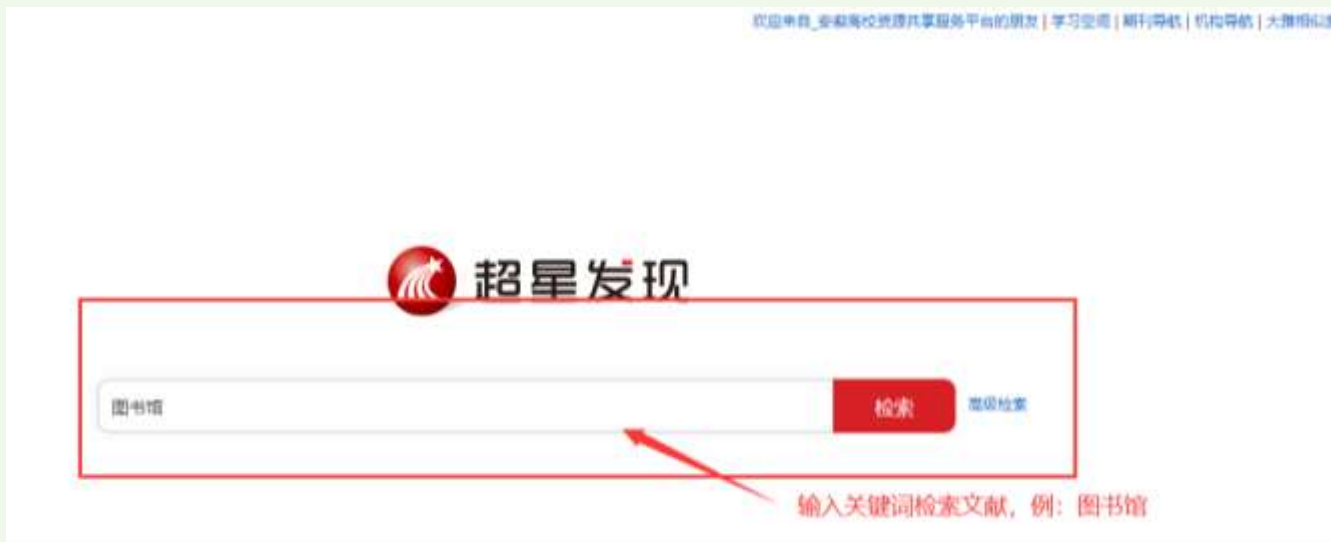 欢迎来自_安徽高校资源共享服务平台的朋友 | 学习空间 | 期刊导航 | 机构导航 | 大雅相似
超星发现
图书馆
检索
高级检索
输入关键词检索文献，例：图书馆